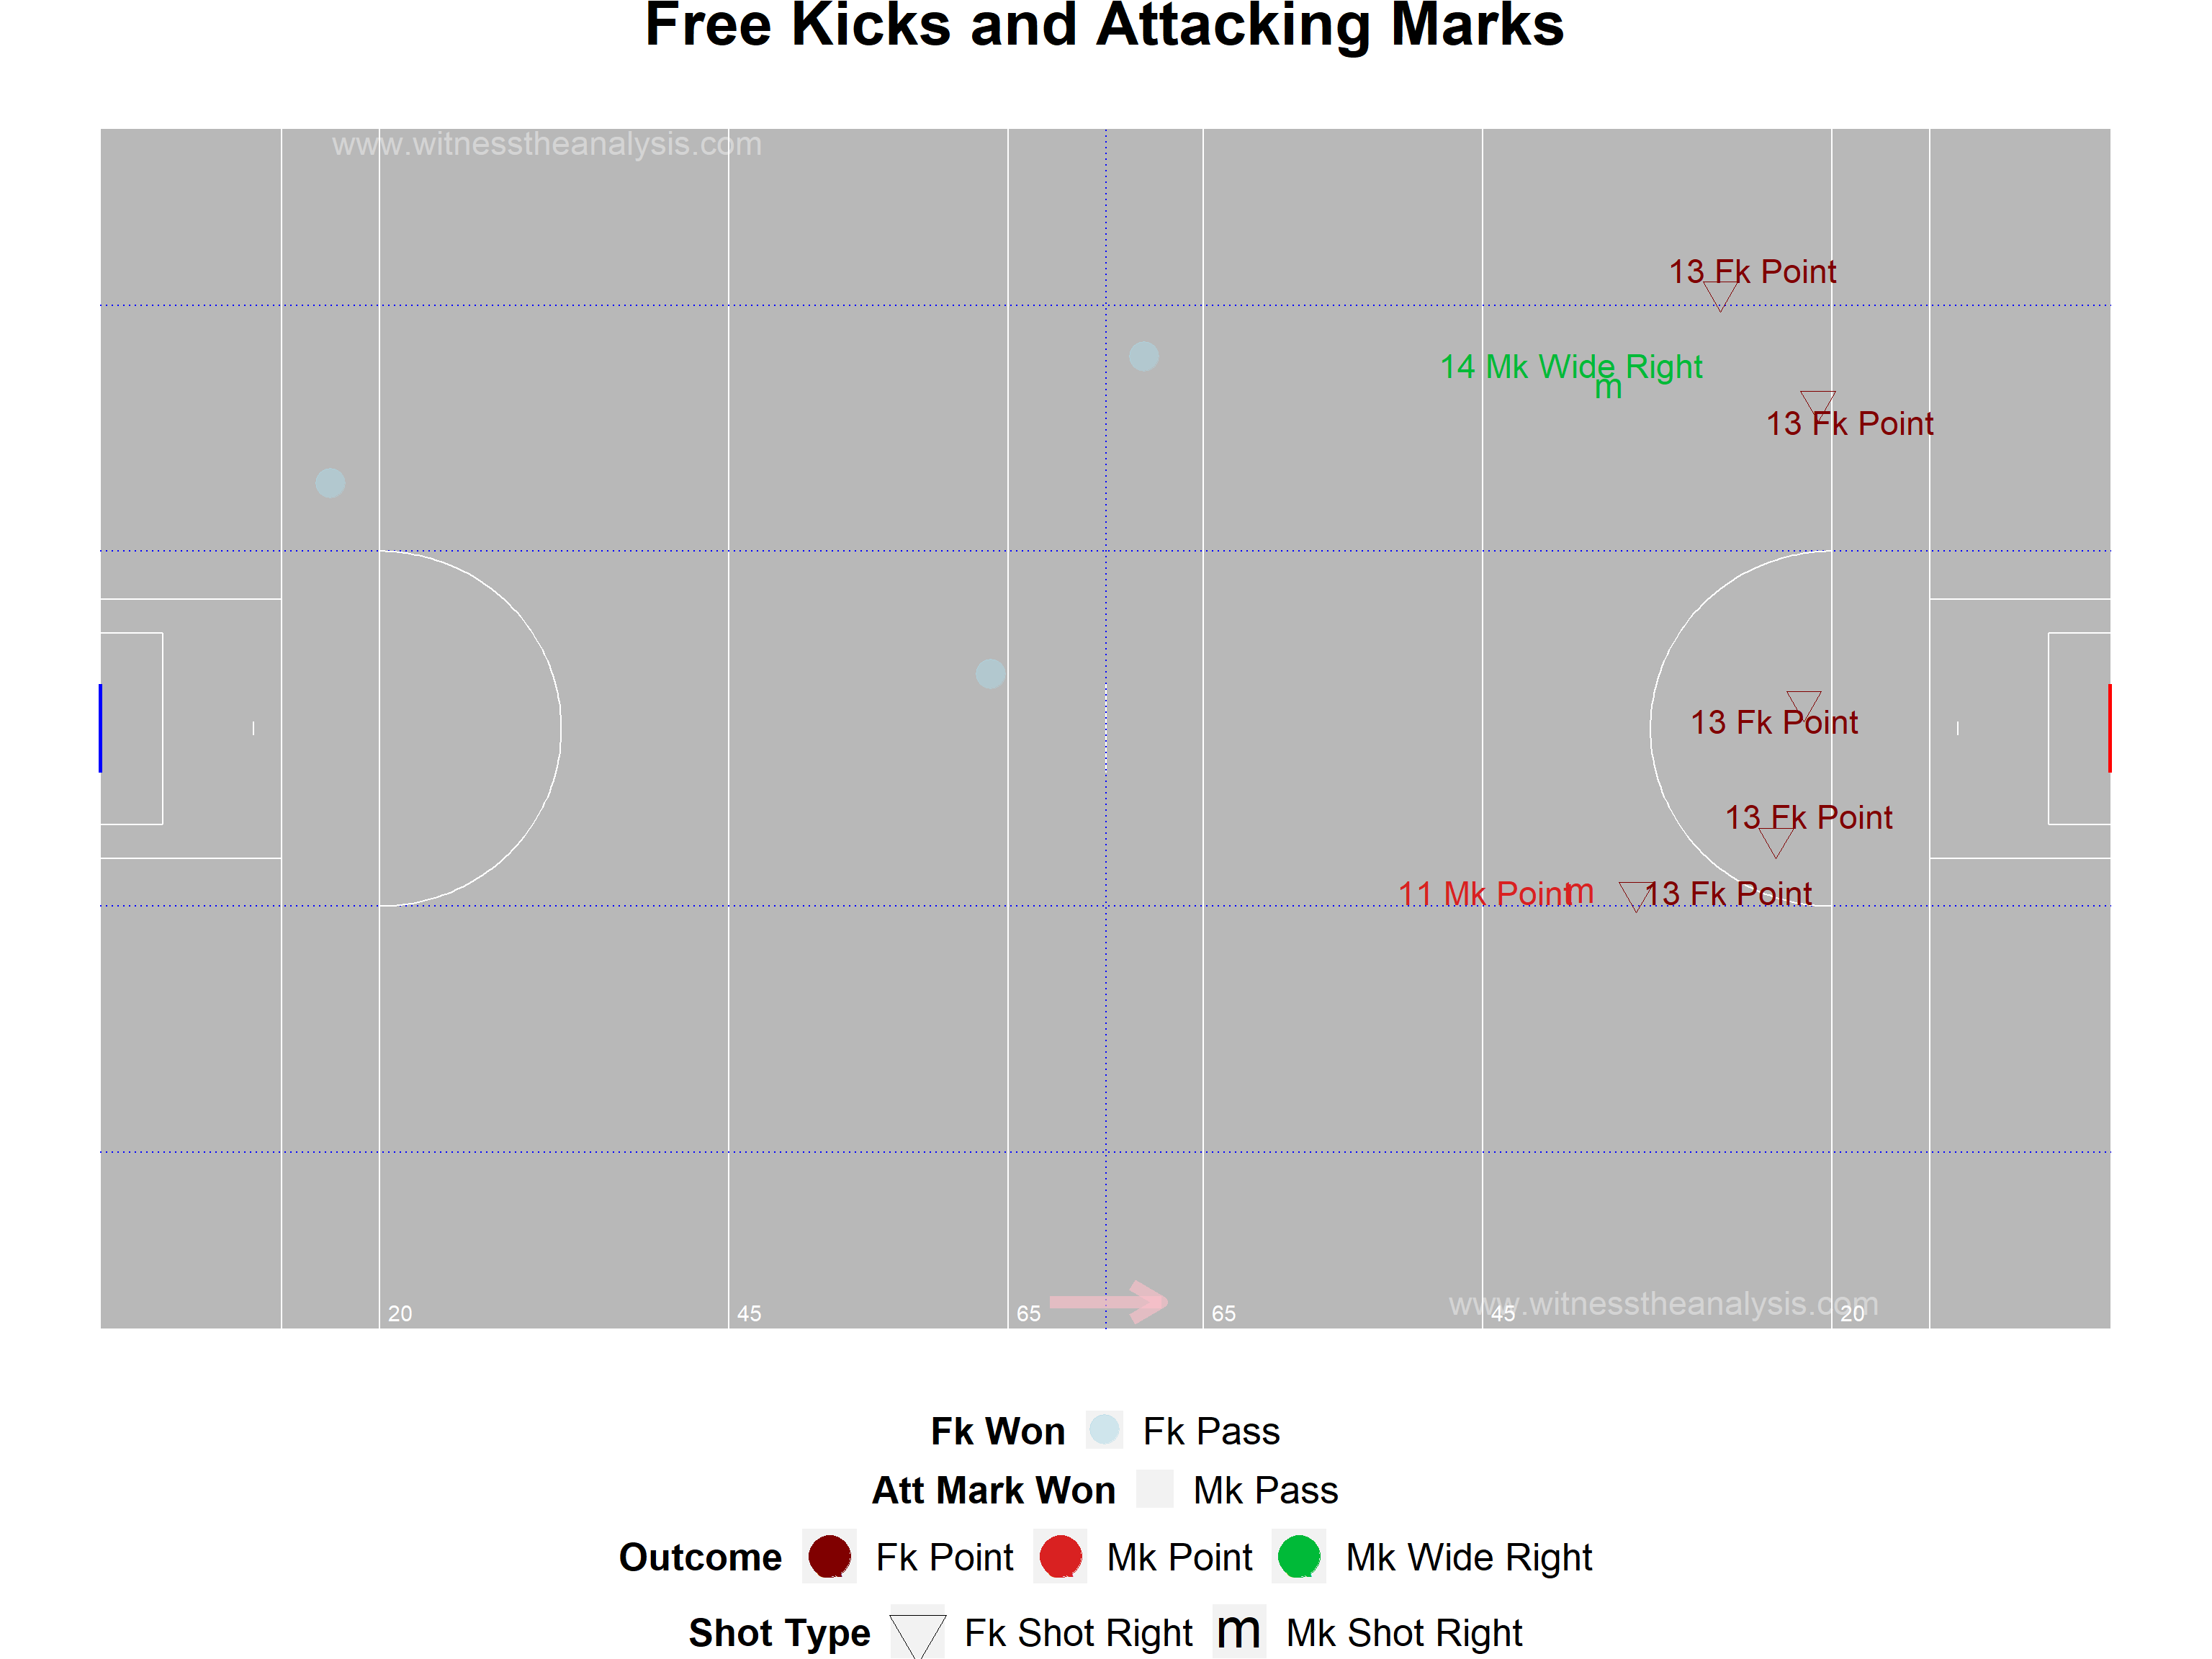 Free Kicks and Attacking Marks
www.witnesstheanalysis.com
13 Fk Point
14 Mk Wide Right
m
13 Fk Point
13 Fk Point
13 Fk Point
11 Mk Point m 13 Fk Point
www.witnesstheanalysis.com
20 45 65 65 45 20
Fk Won Fk Pass
Att Mark Won Mk Pass
Outcome Fk Point Mk Point Mk Wide Right
Shot Type Fk Shot Right m Mk Shot Right